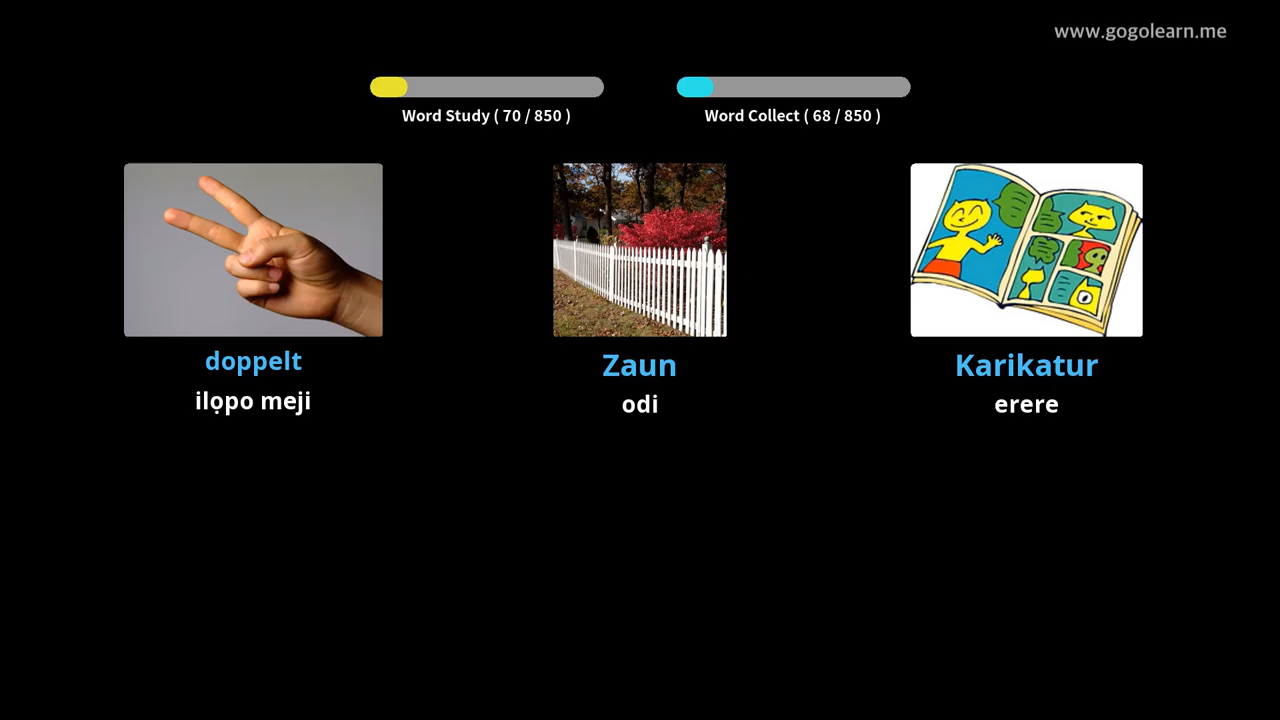 www.gogolearn.me
Word Study ( 70 / 850 )
Word Collect ( 68 / 850 )
doppelt
ilọpo meji
Zaun
odi
Karikatur
erere